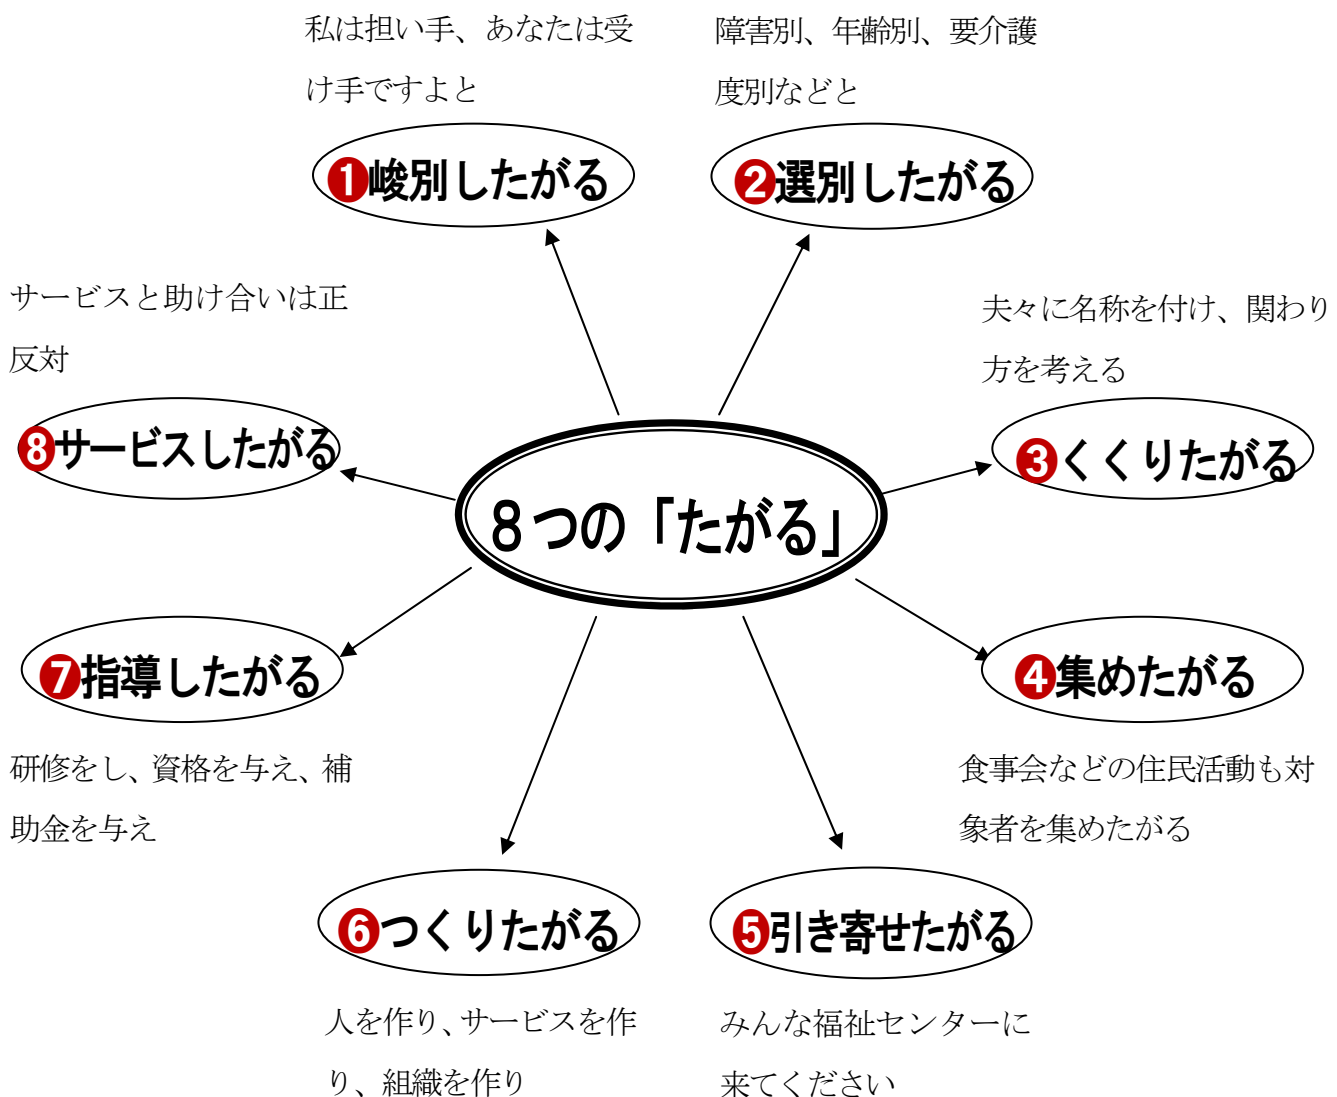 私は担い手、あなたは受
け手ですよと
❶峻別したがる
障害別、年齢別、要介護
度別などと
❷選別したがる
夫々に名称を付け、関わり
方を考える
❸くくりたがる
❹集めたがる
食事会などの住民活動も対
象者を集めたがる
❺引き寄せたがる
みんな福祉センターに
来てください
❻つくりたがる
人を作り、サービスを作
り、組織を作り
❼指導したがる
研修をし、資格を与え、補
助金を与え
サービスと助け合いは正
反対
❽サービスしたがる
8つの「たがる」